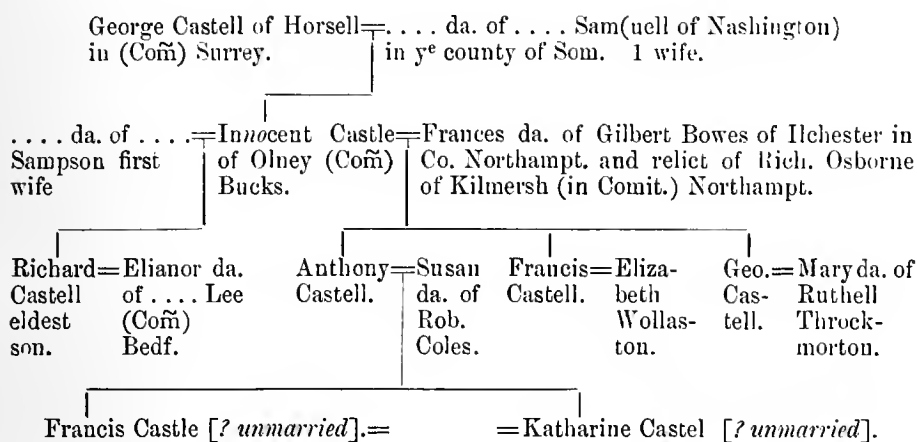 George Castell of Horsell=.... da. of .... Sam(uell of Nashington)
in (Com̃) Surrey. in yᵉ county of Som. 1 wife.
.... da. of ....=Innocent Castle=Frances da. of Gilbert Bowes of Ilchester in
Sampson first of Olney (Com̃) Co. Northampt. and relict of Rich. Osborne
wife Bucks. of Kilmersh (in Comit.) Northampt.
Richard=Elianor da. Anthony=Susan Francis=Eliza- Geo.=Mary da. of
Castell of .... Lee Castell. da. of Castell. beth Cas- Ruthell
eldest (Com̃) Rob. Wollas- tell. Throck-
son. Bedf. Coles. ton. morton.
Francis Castle [? unmarried].= =Katharine Castel [? unmarried].